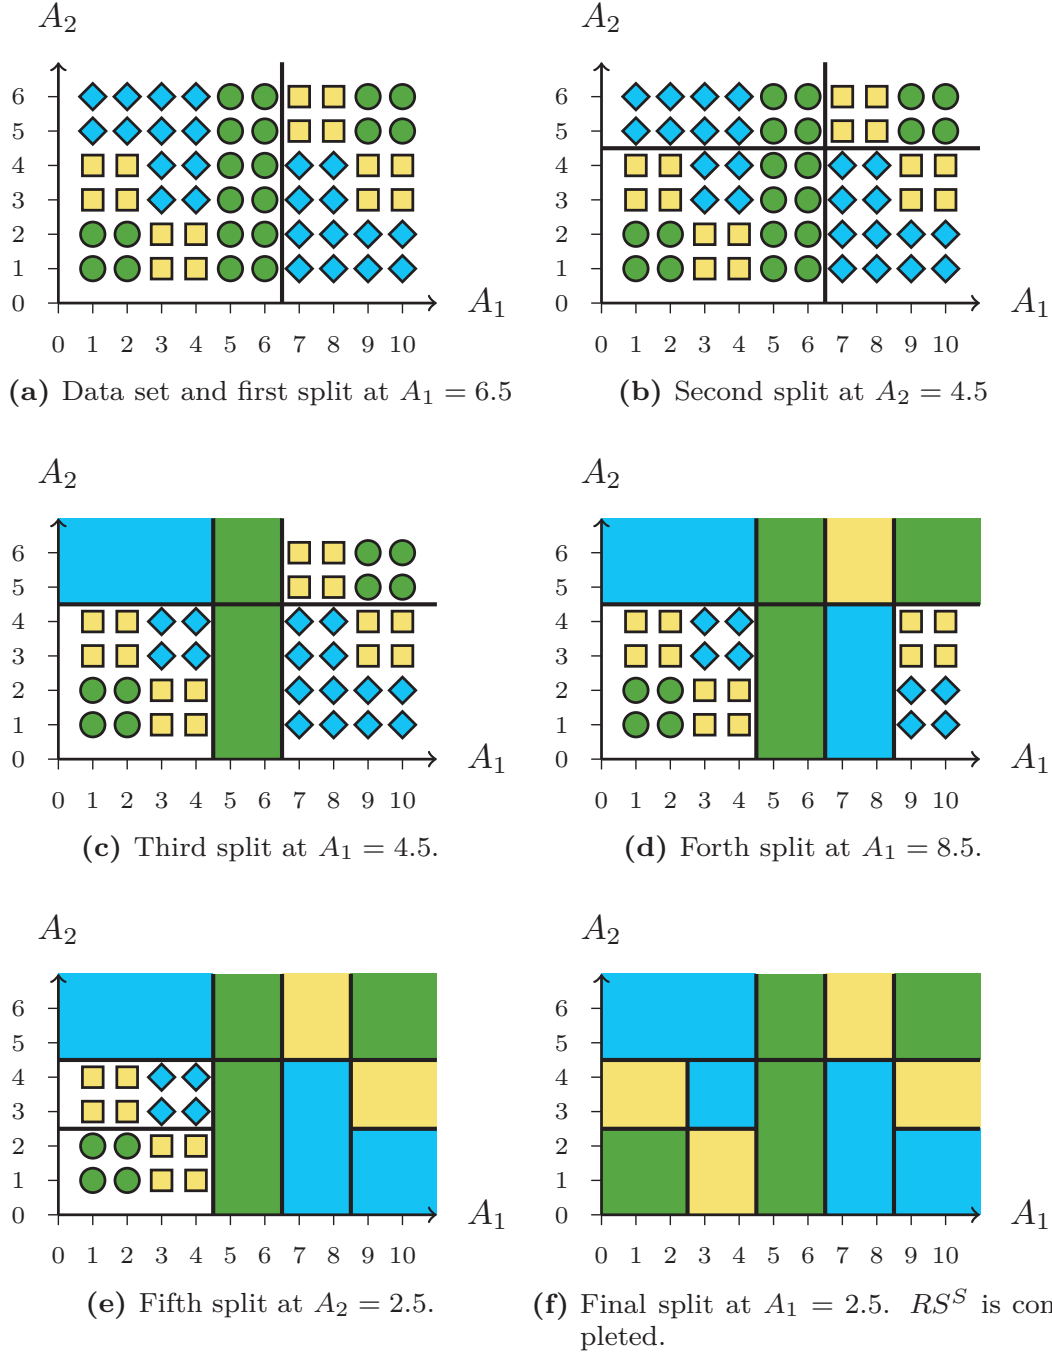 A₂ A₂
6 6
5 5
4 4
3 3
2 2
1 1
0 A₁ 0 A₁
0 1 2 3 4 5 6 7 8 9 10 0 1 2 3 4 5 6 7 8 9 10
(a) Data set and first split at A₁ = 6.5 (b) Second split at A₂ = 4.5
A₂ A₂
6 6
5 5
4 4
3 3
2 2
1 1
0 A₁ 0 A₁
0 1 2 3 4 5 6 7 8 9 10 0 1 2 3 4 5 6 7 8 9 10
(c) Third split at A₁ = 4.5. (d) Forth split at A₁ = 8.5.
A₂ A₂
6 6
5 5
4 4
3 3
2 2
1 1
0 A₁ 0 A₁
0 1 2 3 4 5 6 7 8 9 10 0 1 2 3 4 5 6 7 8 9 10
(e) Fifth split at A₂ = 2.5. (f) Final split at A₁ = 2.5. RS^S is com
pleted.